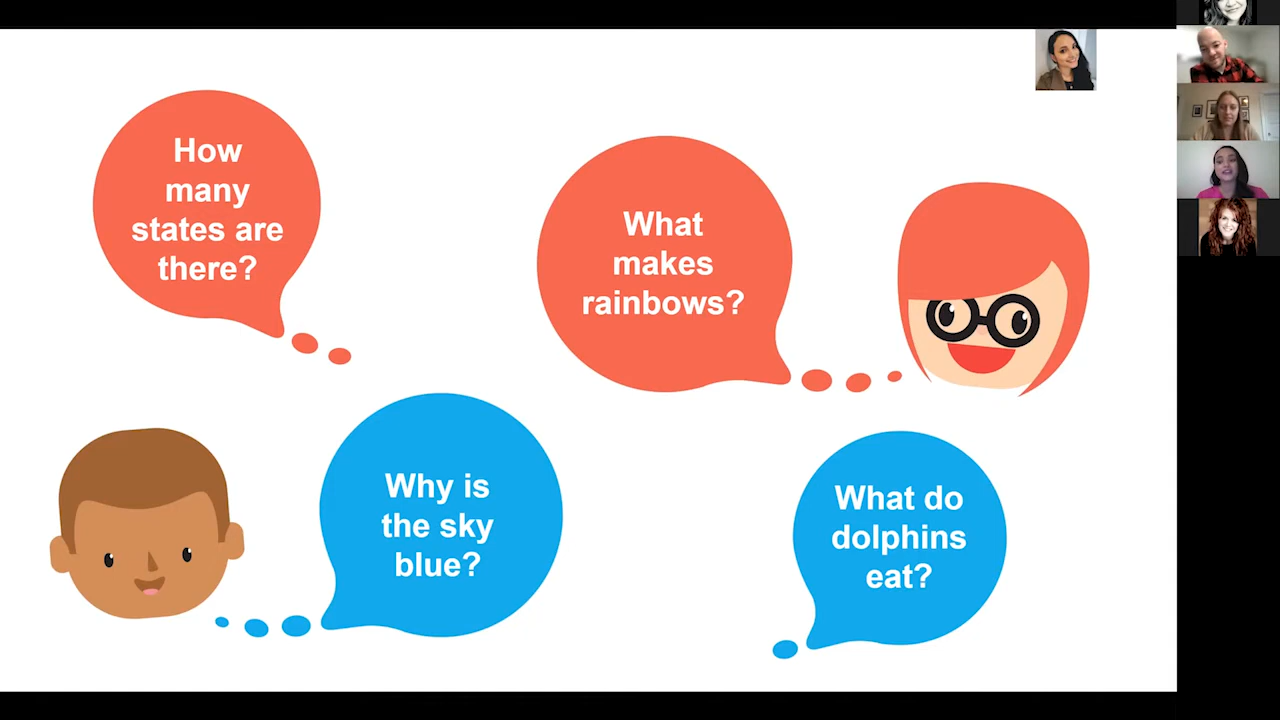 How
many
states are
there?
What
makes
rainbows?
Why is
the sky
blue?
What do
dolphins
eat?